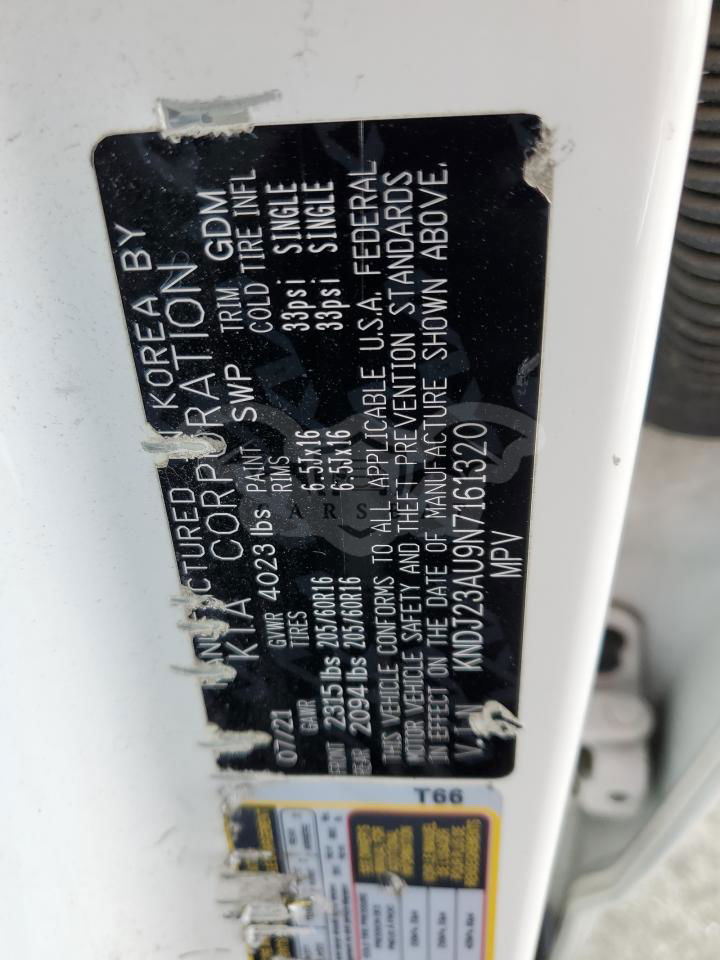 MANUFACTURED IN KOREA BY
KIA CORPORATION
07/21 GVWR 4023 lbs PAINT SWP TRIM GDM
GAWR TIRES RIMS COLD TIRE INFL
FRONT 2315 lbs 205/60R16 6.5Jx16 33psi SINGLE
REAR 2094 lbs 205/60R16 6.5Jx16 33psi SINGLE
THIS VEHICLE CONFORMS TO ALL APPLICABLE U.S.A. FEDERAL
MOTOR VEHICLE SAFETY AND THEFT PREVENTION STANDARDS
IN EFFECT ON THE DATE OF MANUFACTURE SHOWN ABOVE.
V.I.N KNDJ23AU9N7161320
MPV
T66